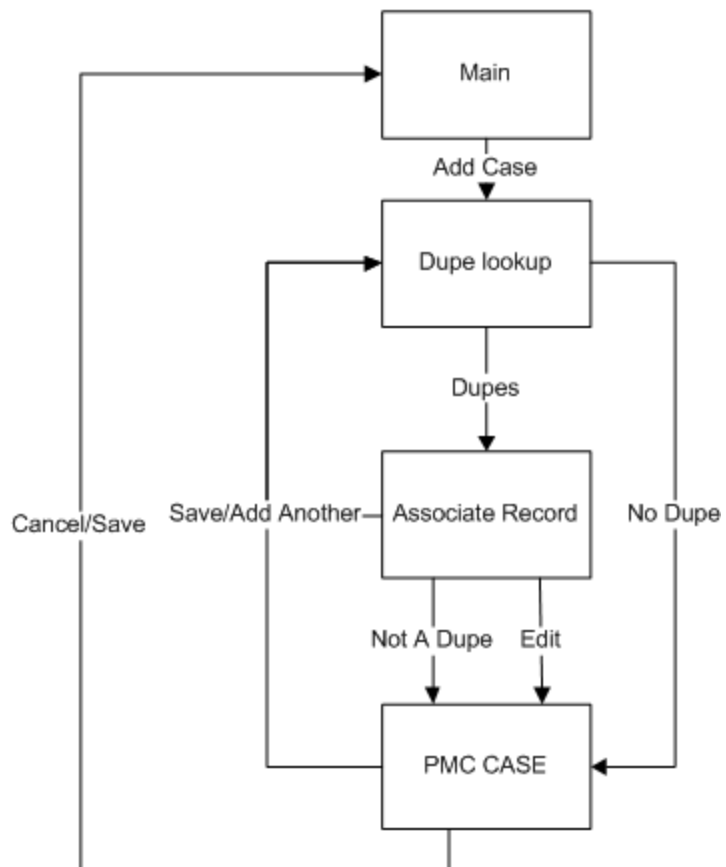 Main
Add Case
Dupe lookup
Dupes
Cancel/Save
Save/Add Another
Associate Record
No Dupe
Not A Dupe
Edit
PMC CASE